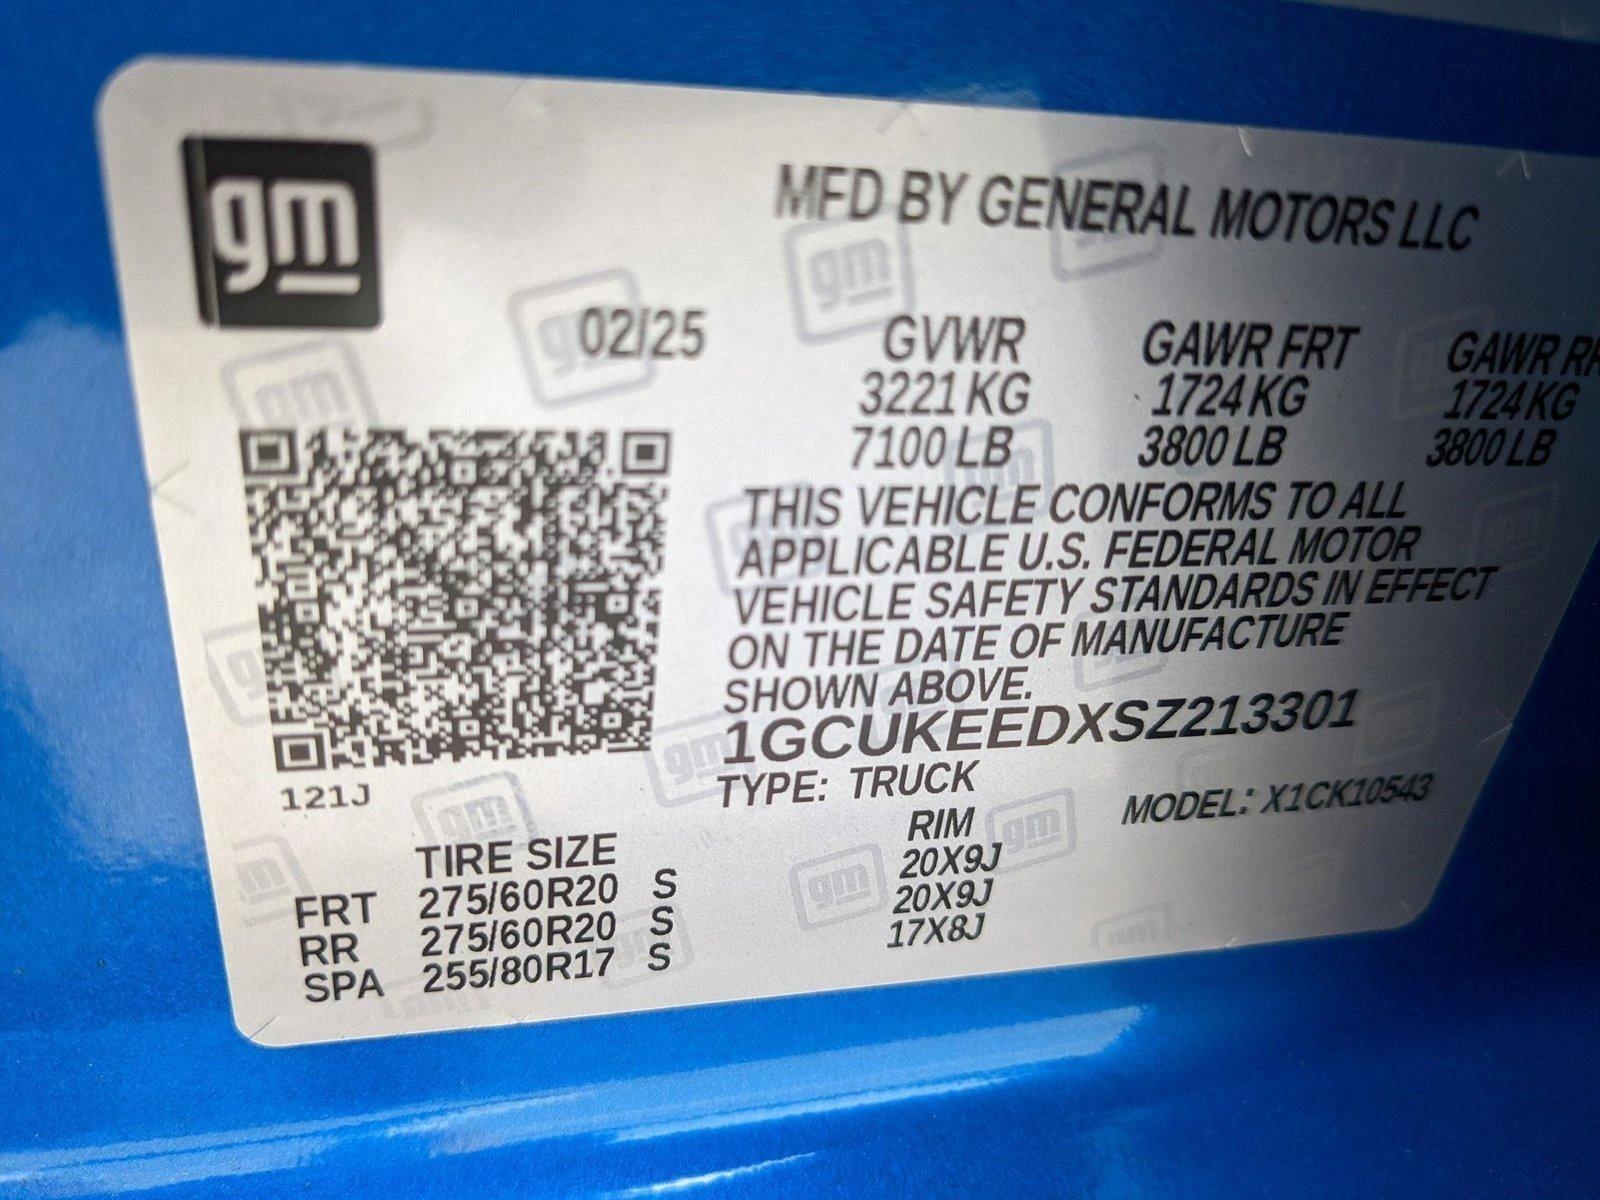 gm
MFD BY GENERAL MOTORS LLC
02/25
GVWR GAWR FRT GAWR RR
3221 KG 1724 KG 1724 KG
7100 LB 3800 LB 3800 LB
THIS VEHICLE CONFORMS TO ALL
APPLICABLE U.S. FEDERAL MOTOR
VEHICLE SAFETY STANDARDS IN EFFECT
ON THE DATE OF MANUFACTURE
SHOWN ABOVE.
1GCUKEEDXSZ213301
TYPE: TRUCK MODEL: X1CK10543
121J
TIRE SIZE RIM
FRT 275/60R20 S 20X9J
RR 275/60R20 S 20X9J
SPA 255/80R17 S 17X8J